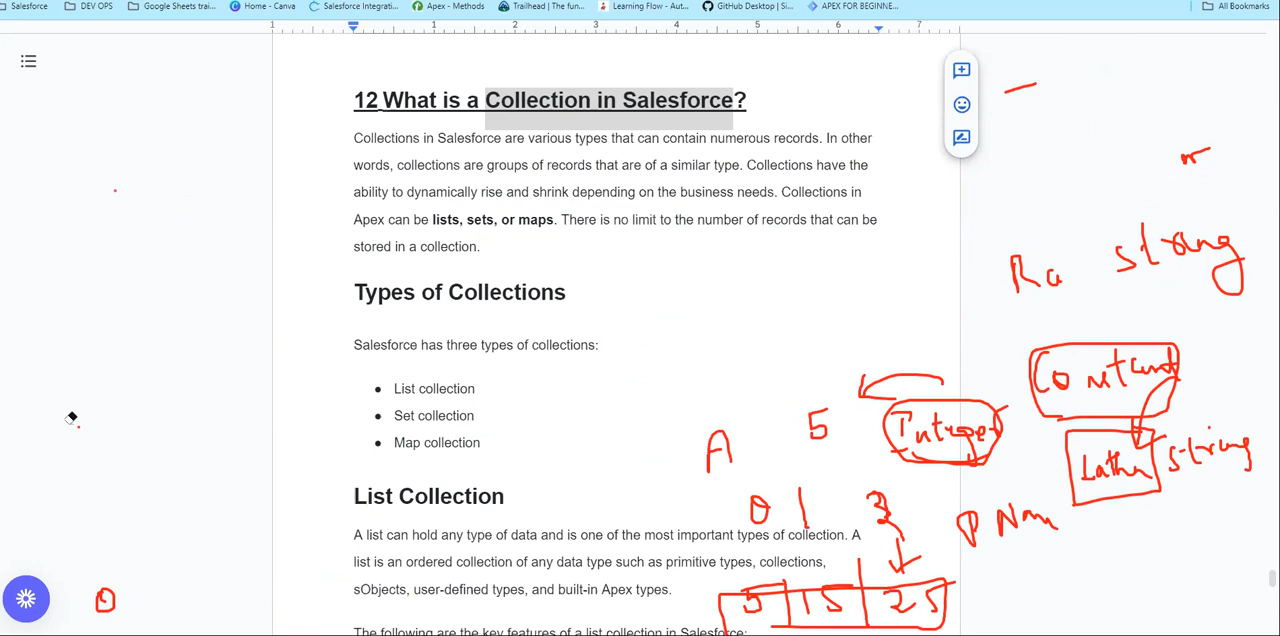 Salesforce DEV OPS Google Sheets trai... Home - Canva Salesforce Integrati... Apex - Methods Trailhead | The fun... Learning Flow - Aut... GitHub Desktop | Si... APEX FOR BEGINNE... All Bookmarks
1 1 2 3 4 5 6 7
12 What is a Collection in Salesforce?
Collections in Salesforce are various types that can contain numerous records. In other
words, collections are groups of records that are of a similar type. Collections have the
ability to dynamically rise and shrink depending on the business needs. Collections in
Apex can be lists, sets, or maps. There is no limit to the number of records that can be
stored in a collection.
string
Ra
Types of Collections
Salesforce has three types of collections:
● List collection
● Set collection
● Map collection
5
A
string
List Collection
0 1
A list can hold any type of data and is one of the most important types of collection. A
list is an ordered collection of any data type such as primitive types, collections,
sObjects, user-defined types, and built-in Apex types.
5 15 25
The following are the key features of a list collection in Salesforce: